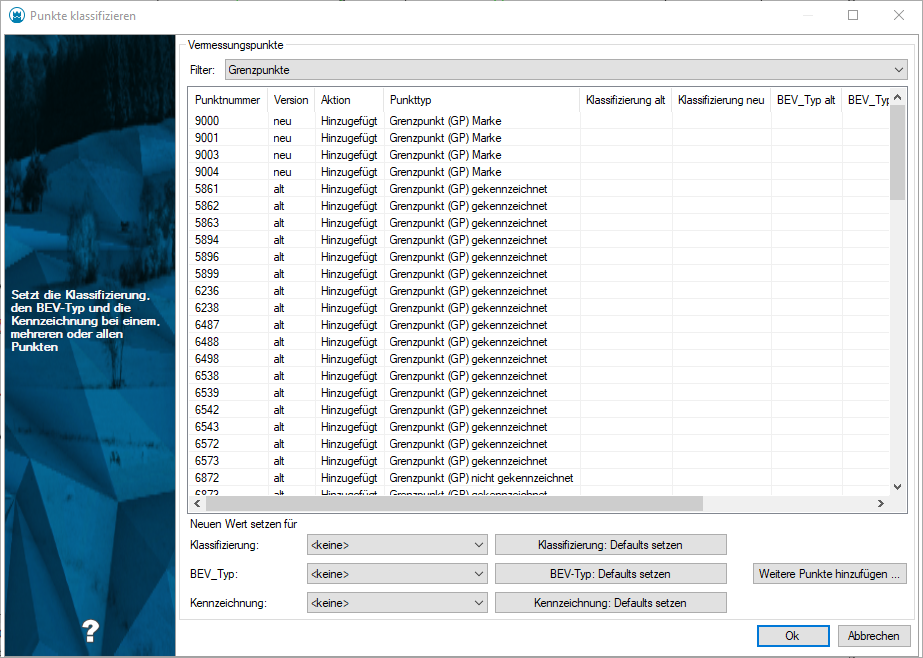 Punkte klassifizieren
Setzt die Klassifizierung,
den BEV-Typ und die
Kennzeichnung bei einem,
mehreren oder allen
Punkten
?
Vermessungspunkte
Filter: Grenzpunkte
Punktnummer Version Aktion Punkttyp Klassifizierung alt Klassifizierung neu BEV_Typ alt BEV_Typ
9000 neu Hinzugefügt Grenzpunkt (GP) Marke
9001 neu Hinzugefügt Grenzpunkt (GP) Marke
9003 neu Hinzugefügt Grenzpunkt (GP) Marke
9004 neu Hinzugefügt Grenzpunkt (GP) Marke
5861 alt Hinzugefügt Grenzpunkt (GP) gekennzeichnet
5862 alt Hinzugefügt Grenzpunkt (GP) gekennzeichnet
5863 alt Hinzugefügt Grenzpunkt (GP) gekennzeichnet
5894 alt Hinzugefügt Grenzpunkt (GP) gekennzeichnet
5896 alt Hinzugefügt Grenzpunkt (GP) gekennzeichnet
5899 alt Hinzugefügt Grenzpunkt (GP) gekennzeichnet
6236 alt Hinzugefügt Grenzpunkt (GP) gekennzeichnet
6238 alt Hinzugefügt Grenzpunkt (GP) gekennzeichnet
6487 alt Hinzugefügt Grenzpunkt (GP) gekennzeichnet
6488 alt Hinzugefügt Grenzpunkt (GP) gekennzeichnet
6498 alt Hinzugefügt Grenzpunkt (GP) gekennzeichnet
6538 alt Hinzugefügt Grenzpunkt (GP) gekennzeichnet
6539 alt Hinzugefügt Grenzpunkt (GP) gekennzeichnet
6542 alt Hinzugefügt Grenzpunkt (GP) gekennzeichnet
6543 alt Hinzugefügt Grenzpunkt (GP) gekennzeichnet
6572 alt Hinzugefügt Grenzpunkt (GP) gekennzeichnet
6573 alt Hinzugefügt Grenzpunkt (GP) gekennzeichnet
6872 alt Hinzugefügt Grenzpunkt (GP) nicht gekennzeichnet
6873 alt Hinzugefügt Grenzpunkt (GP) gekennzeichnet
Neuen Wert setzen für
Klassifizierung: <keine> Klassifizierung: Defaults setzen
BEV_Typ: <keine> BEV-Typ: Defaults setzen Weitere Punkte hinzufügen ...
Kennzeichnung: <keine> Kennzeichnung: Defaults setzen
Ok Abbrechen